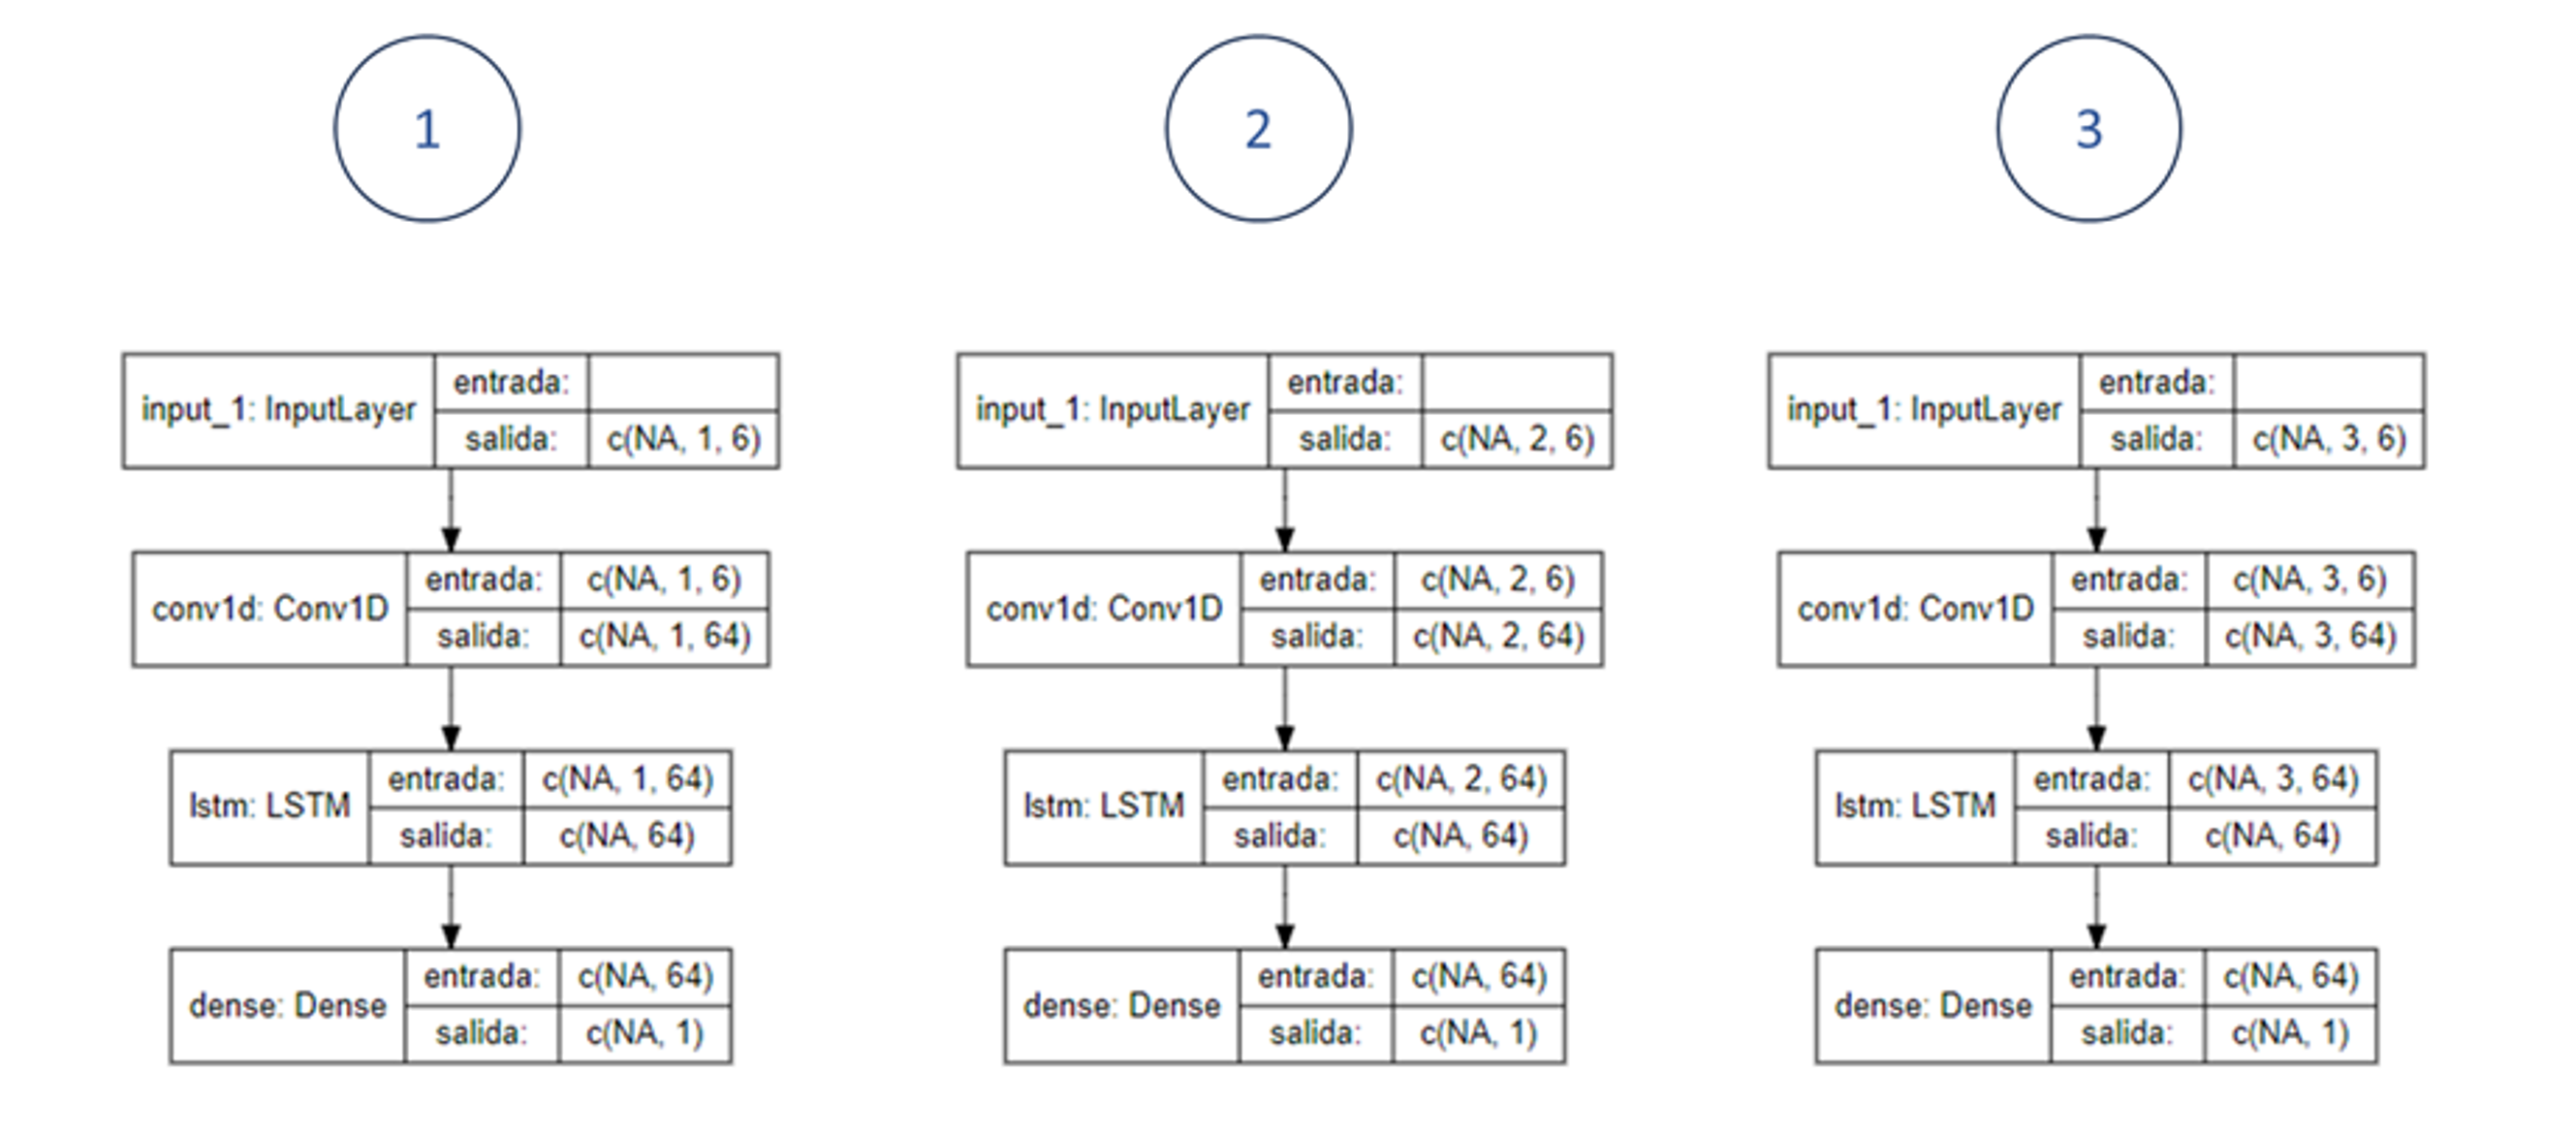 1
2
3
input_1: InputLayer
entrada:
salida:
c(NA, 1, 6)
conv1d: Conv1D
entrada:
c(NA, 1, 6)
salida:
c(NA, 1, 64)
lstm: LSTM
entrada:
c(NA, 1, 64)
salida:
c(NA, 64)
dense: Dense
entrada:
c(NA, 64)
salida:
c(NA, 1)
input_1: InputLayer
entrada:
salida:
c(NA, 2, 6)
conv1d: Conv1D
entrada:
c(NA, 2, 6)
salida:
c(NA, 2, 64)
lstm: LSTM
entrada:
c(NA, 2, 64)
salida:
c(NA, 64)
dense: Dense
entrada:
c(NA, 64)
salida:
c(NA, 1)
input_1: InputLayer
entrada:
salida:
c(NA, 3, 6)
conv1d: Conv1D
entrada:
c(NA, 3, 6)
salida:
c(NA, 3, 64)
lstm: LSTM
entrada:
c(NA, 3, 64)
salida:
c(NA, 64)
dense: Dense
entrada:
c(NA, 64)
salida:
c(NA, 1)